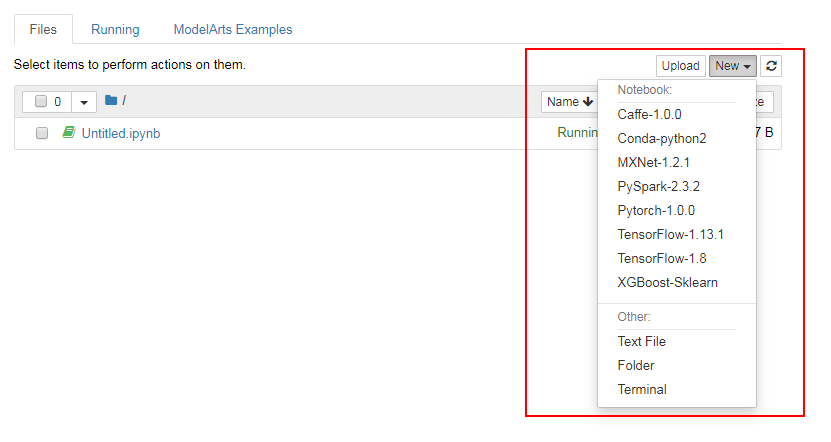 Files Running ModelArts Examples
Select items to perform actions on them. Upload New
0 / Name
Notebook:
Untitled.ipynb 7 B
Caffe-1.0.0
Conda-python2
MXNet-1.2.1
PySpark-2.3.2
Pytorch-1.0.0
TensorFlow-1.13.1
TensorFlow-1.8
XGBoost-Sklearn
Other:
Text File
Folder
Terminal